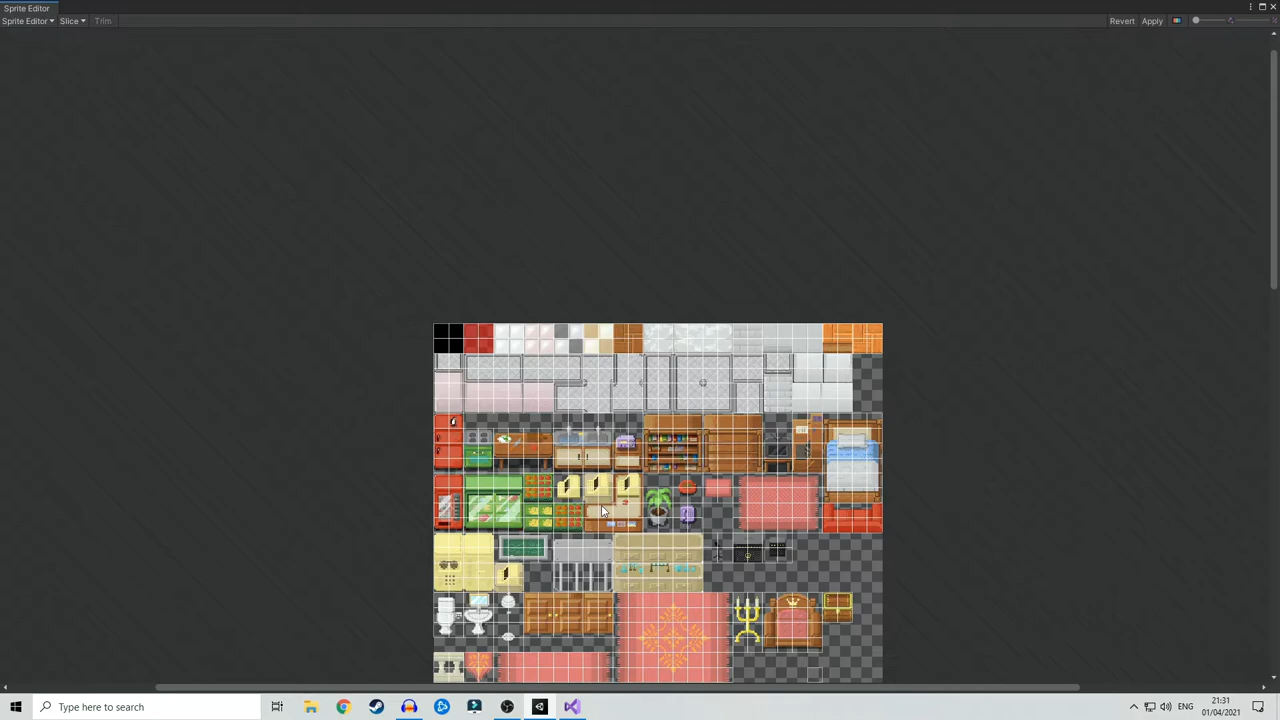 Sprite Editor
Sprite Editor Slice Trim Revert Apply
Type here to search
ENG
21:31
01/04/2021